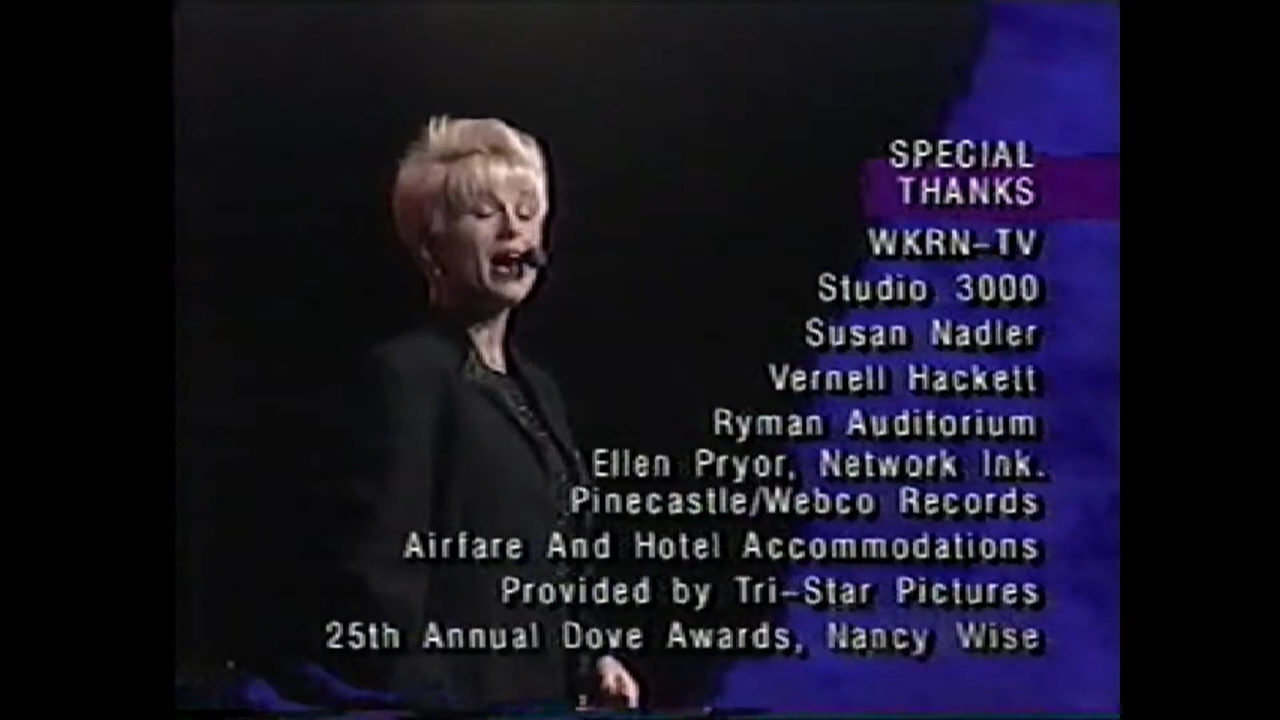 SPECIAL
THANKS
WKRN-TV
Studio 3000
Susan Nadler
Vernell Hackett
Ryman Auditorium
Ellen Pryor, Network Ink.
Pinecastle/Webco Records
Airfare And Hotel Accommodations
Provided by Tri-Star Pictures
25th Annual Dove Awards, Nancy Wise